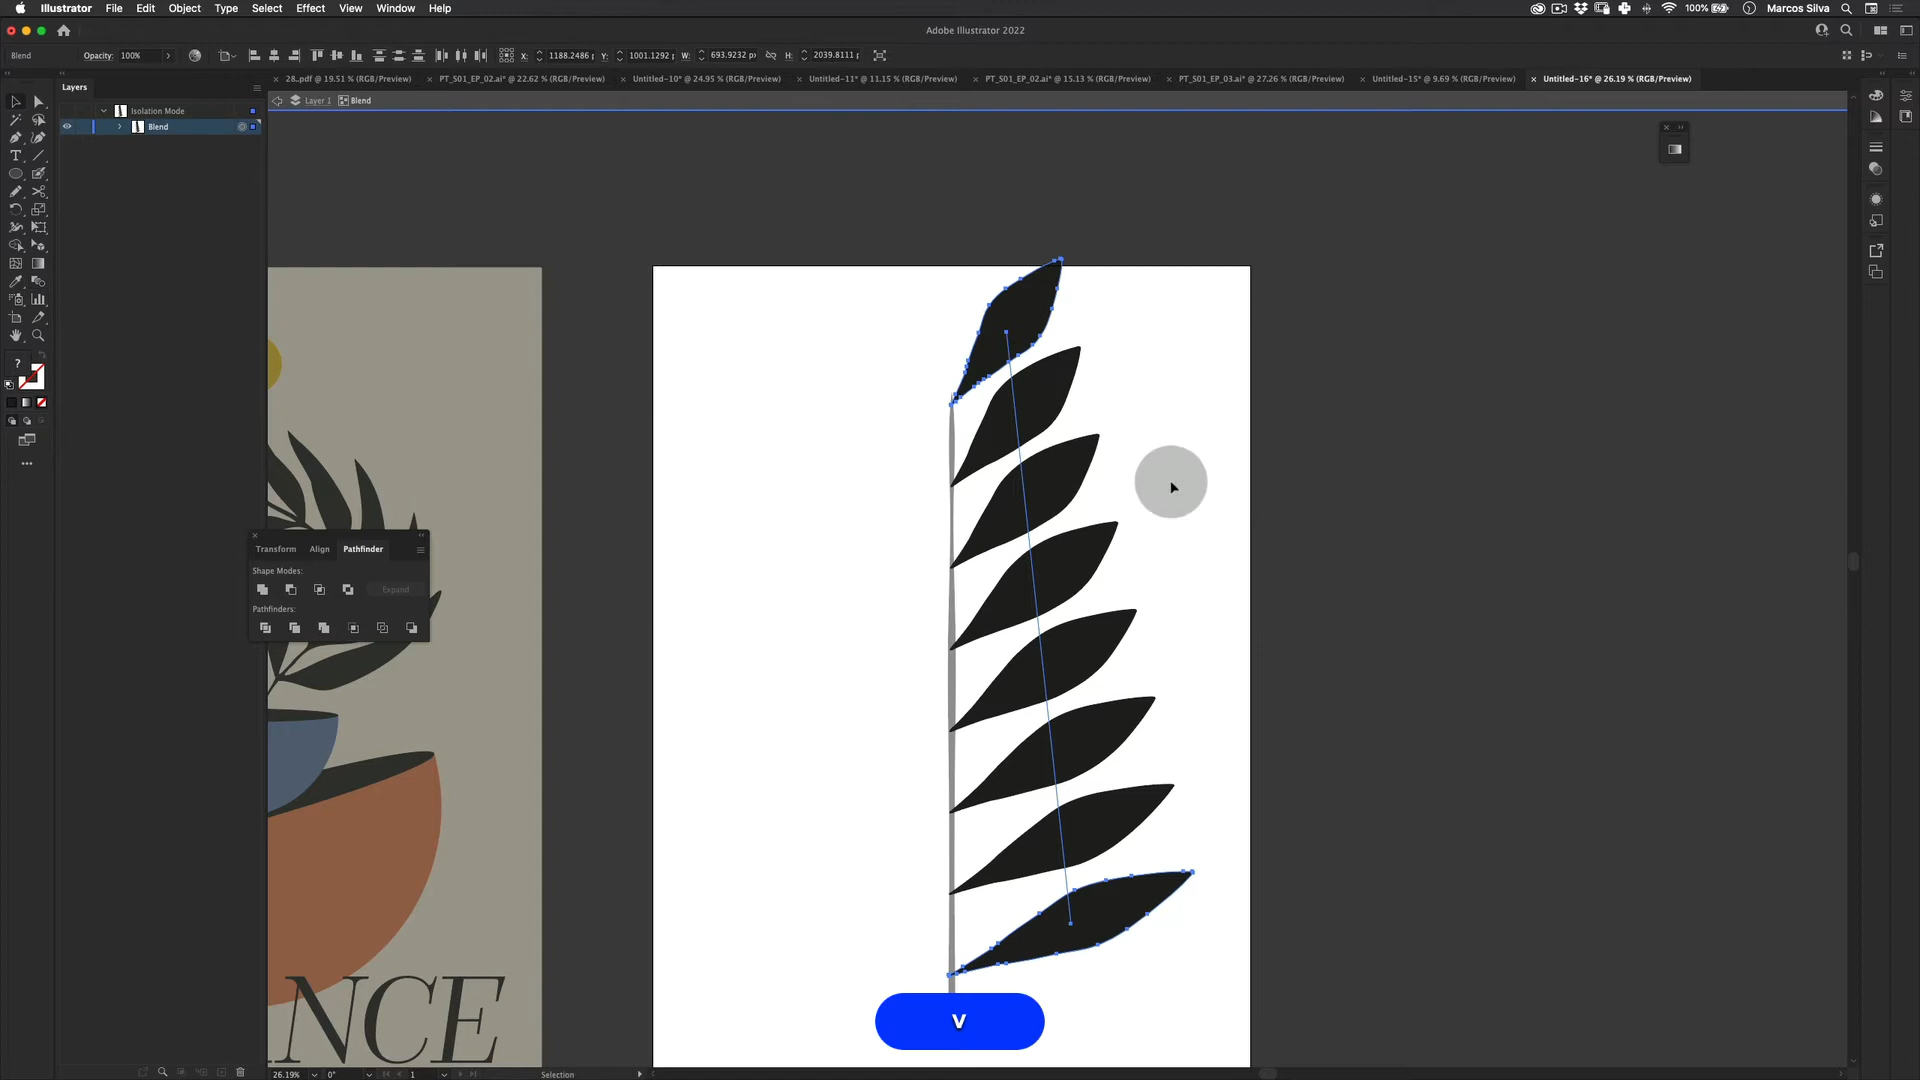 Illustrator File Edit Object Type Select Effect View Window Help
100% Marcos Silva
Adobe Illustrator 2022
Blend Opacity: 100% X: 1188.2486 p Y: 1001.1292 p W: 693.9232 px H: 2039.8111 p
28.pdf @ 19.51 % (RGB/Preview) PT_S01_EP_02.ai* @ 22.62 % (RGB/Preview) Untitled-10* @ 24.95 % (RGB/Preview) Untitled-11* @ 11.15 % (RGB/Preview) PT_S01_EP_02.ai* @ 15.13 % (RGB/Preview) PT_S01_EP_03.ai* @ 27.26 % (RGB/Preview) Untitled-15* @ 9.69 % (RGB/Preview) Untitled-16* @ 26.19 % (RGB/Preview)
Layers
Layer 1 Blend
Isolation Mode
Blend
?
Transform Align Pathfinder
Shape Modes:
Expand
Pathfinders:
NCE
V
26.19% 0° 1 Selection